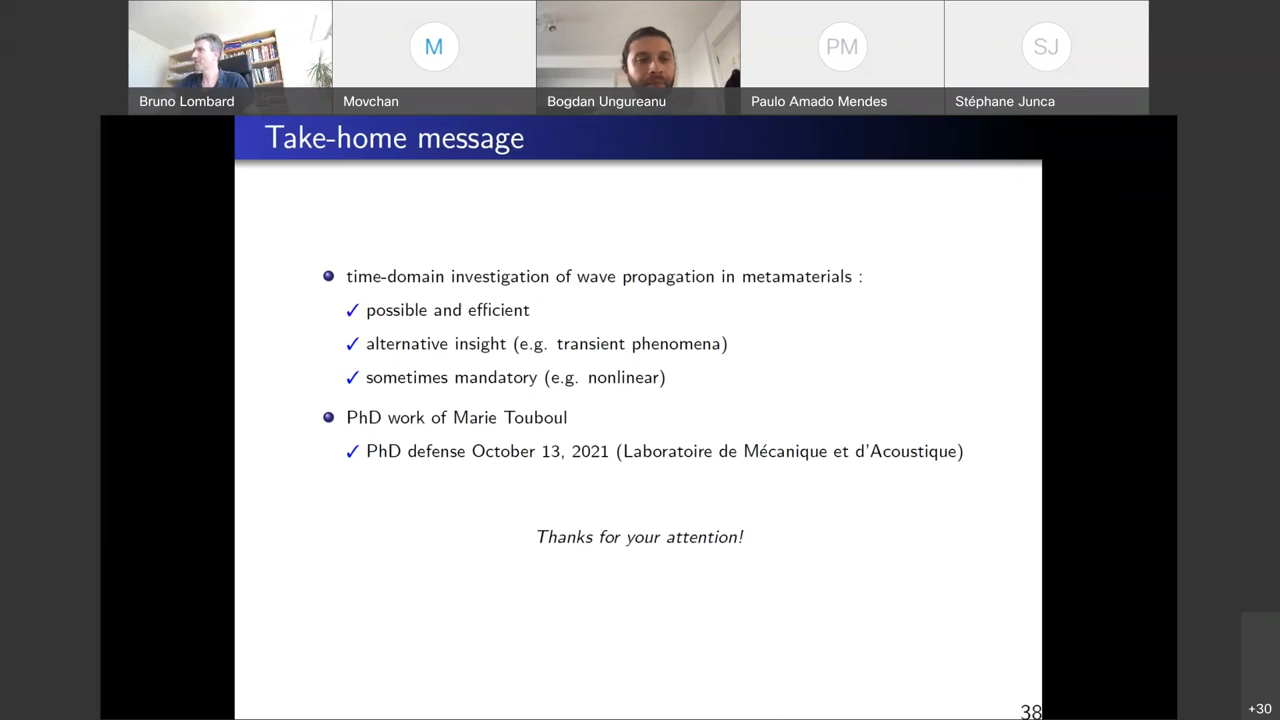 M
PM
SJ
Bruno Lombard
Movchan
Bogdan Ungureanu
Paulo Amado Mendes
Stéphane Junca
Take-home message
time-domain investigation of wave propagation in metamaterials :
✓ possible and efficient
✓ alternative insight (e.g. transient phenomena)
✓ sometimes mandatory (e.g. nonlinear)
PhD work of Marie Touboul
✓ PhD defense October 13, 2021 (Laboratoire de Mécanique et d'Acoustique)
Thanks for your attention!
38
+30